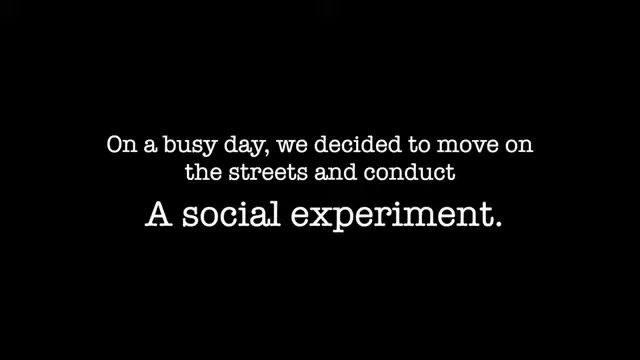 On a busy day, we decided to move on
the streets and conduct
A social experiment.